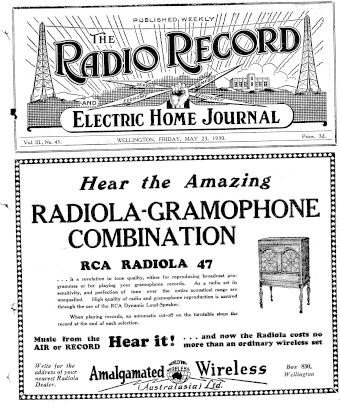 PUBLISHED WEEKLY
THE
RADIO RECORD
AND
ELECTRIC HOME JOURNAL
Vol. III., No. 45.
WELLINGTON, FRIDAY, MAY 23, 1930.
Price, 3d.
Hear the Amazing
RADIOLA-GRAMOPHONE
COMBINATION
RCA RADIOLA 47
. . . is a revolution in tone quality, either for reproducing broadcast pro-
grammes or for playing your gramophone records. As a radio set its
sensitivity, and perfection of tone over the entire acoustical range are
unequalled. High quality of radio and gramophone reproduction is assured
through the use of the RCA Dynamic Loud-Speaker.
When playing records, an automatic cut-off on the turntable stops the
record at the end of each selection.
Music from the
AIR or RECORD
Hear it!
. . . and now the Radiola costs no
more than an ordinary wireless set
Write for the
address of your
nearest Radiola
Dealer.
Amalgamated Wireless
(Australasia) Ltd.
Box 830,
Wellington